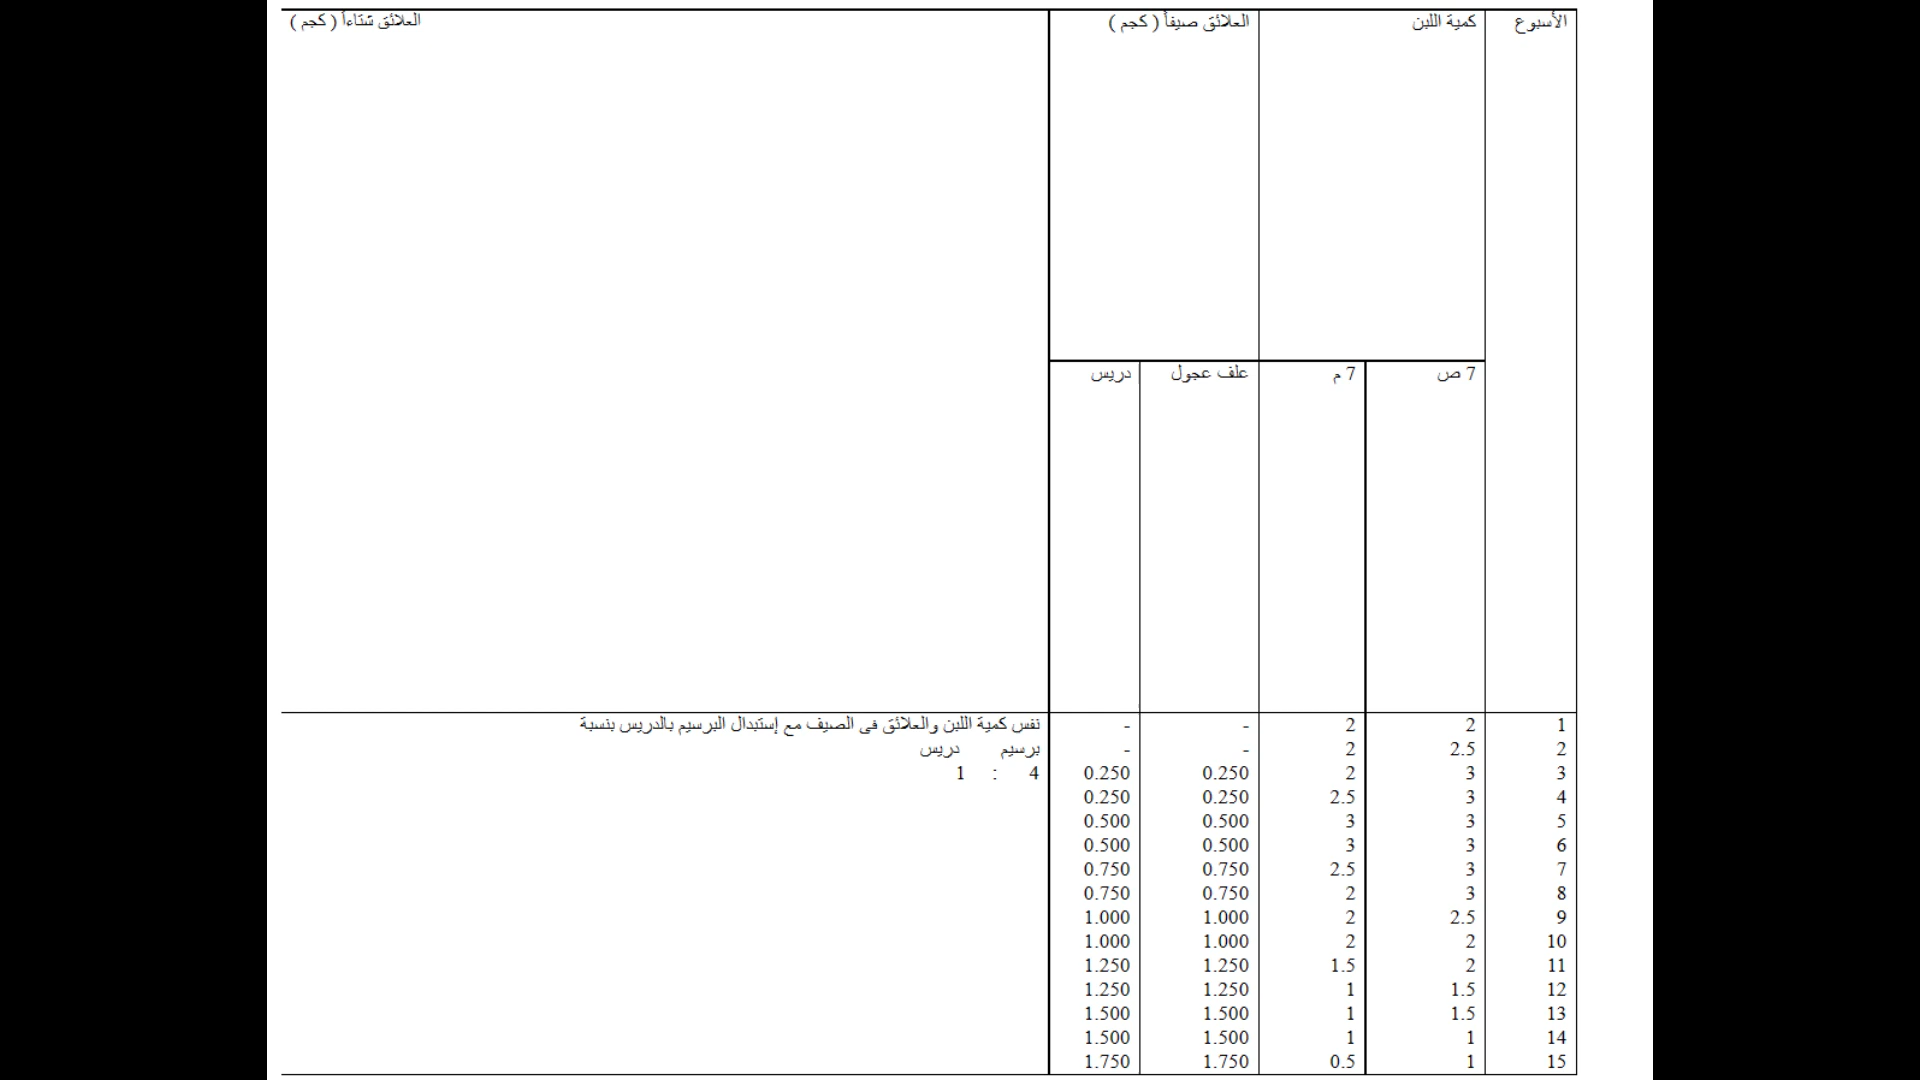 الأسبوع كمية اللبن العلائق صيفاً ( كجم ) العلائق شتاءاً ( كجم )
7 ص 7 م علف عجول دريس
1 2 2 - - نفس كمية اللبن والعلائق فى الصيف مع إستبدال البرسيم بالدريس بنسبة
2 2.5 2 - - برسيم دريس
3 3 2 0.250 0.250 4 : 1
4 3 2.5 0.250 0.250
5 3 3 0.500 0.500
6 3 3 0.500 0.500
7 3 2.5 0.750 0.750
8 3 2 0.750 0.750
9 2.5 2 1.000 1.000
10 2 2 1.000 1.000
11 2 1.5 1.250 1.250
12 1.5 1 1.250 1.250
13 1.5 1 1.500 1.500
14 1 1 1.500 1.500
15 1 0.5 1.750 1.750